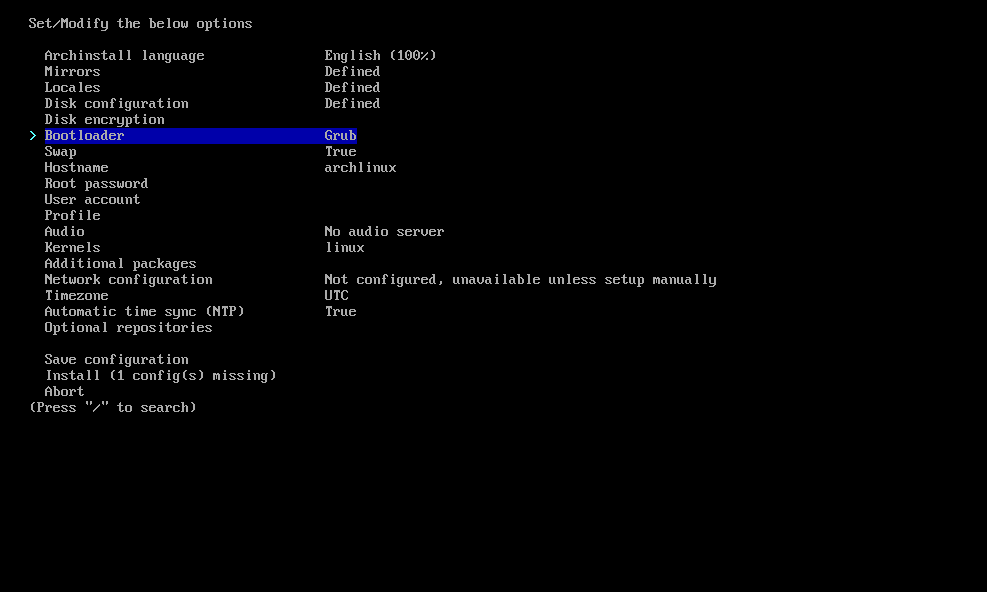 Set/Modify the below options
Archinstall language English (100%)
Mirrors Defined
Locales Defined
Disk configuration Defined
Disk encryption
> Bootloader Grub
Swap True
Hostname archlinux
Root password
User account
Profile
Audio No audio server
Kernels linux
Additional packages
Network configuration Not configured, unavailable unless setup manually
Timezone UTC
Automatic time sync (NTP) True
Optional repositories
Save configuration
Install (1 config(s) missing)
Abort
(Press "/" to search)